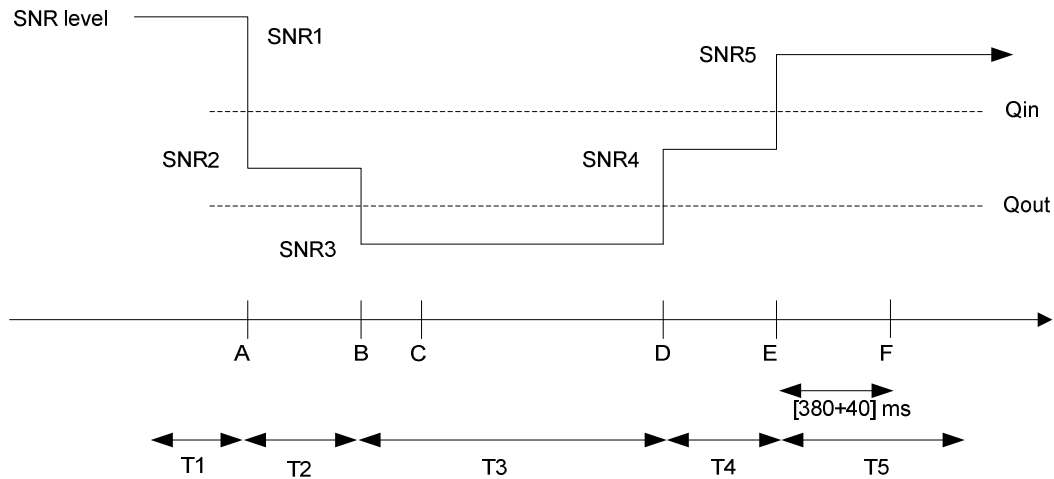 SNR level
SNR1
SNR5
Qin
SNR2
SNR4
Qout
SNR3
A
B
C
D
E
F
[380+40] ms
T1
T2
T3
T4
T5